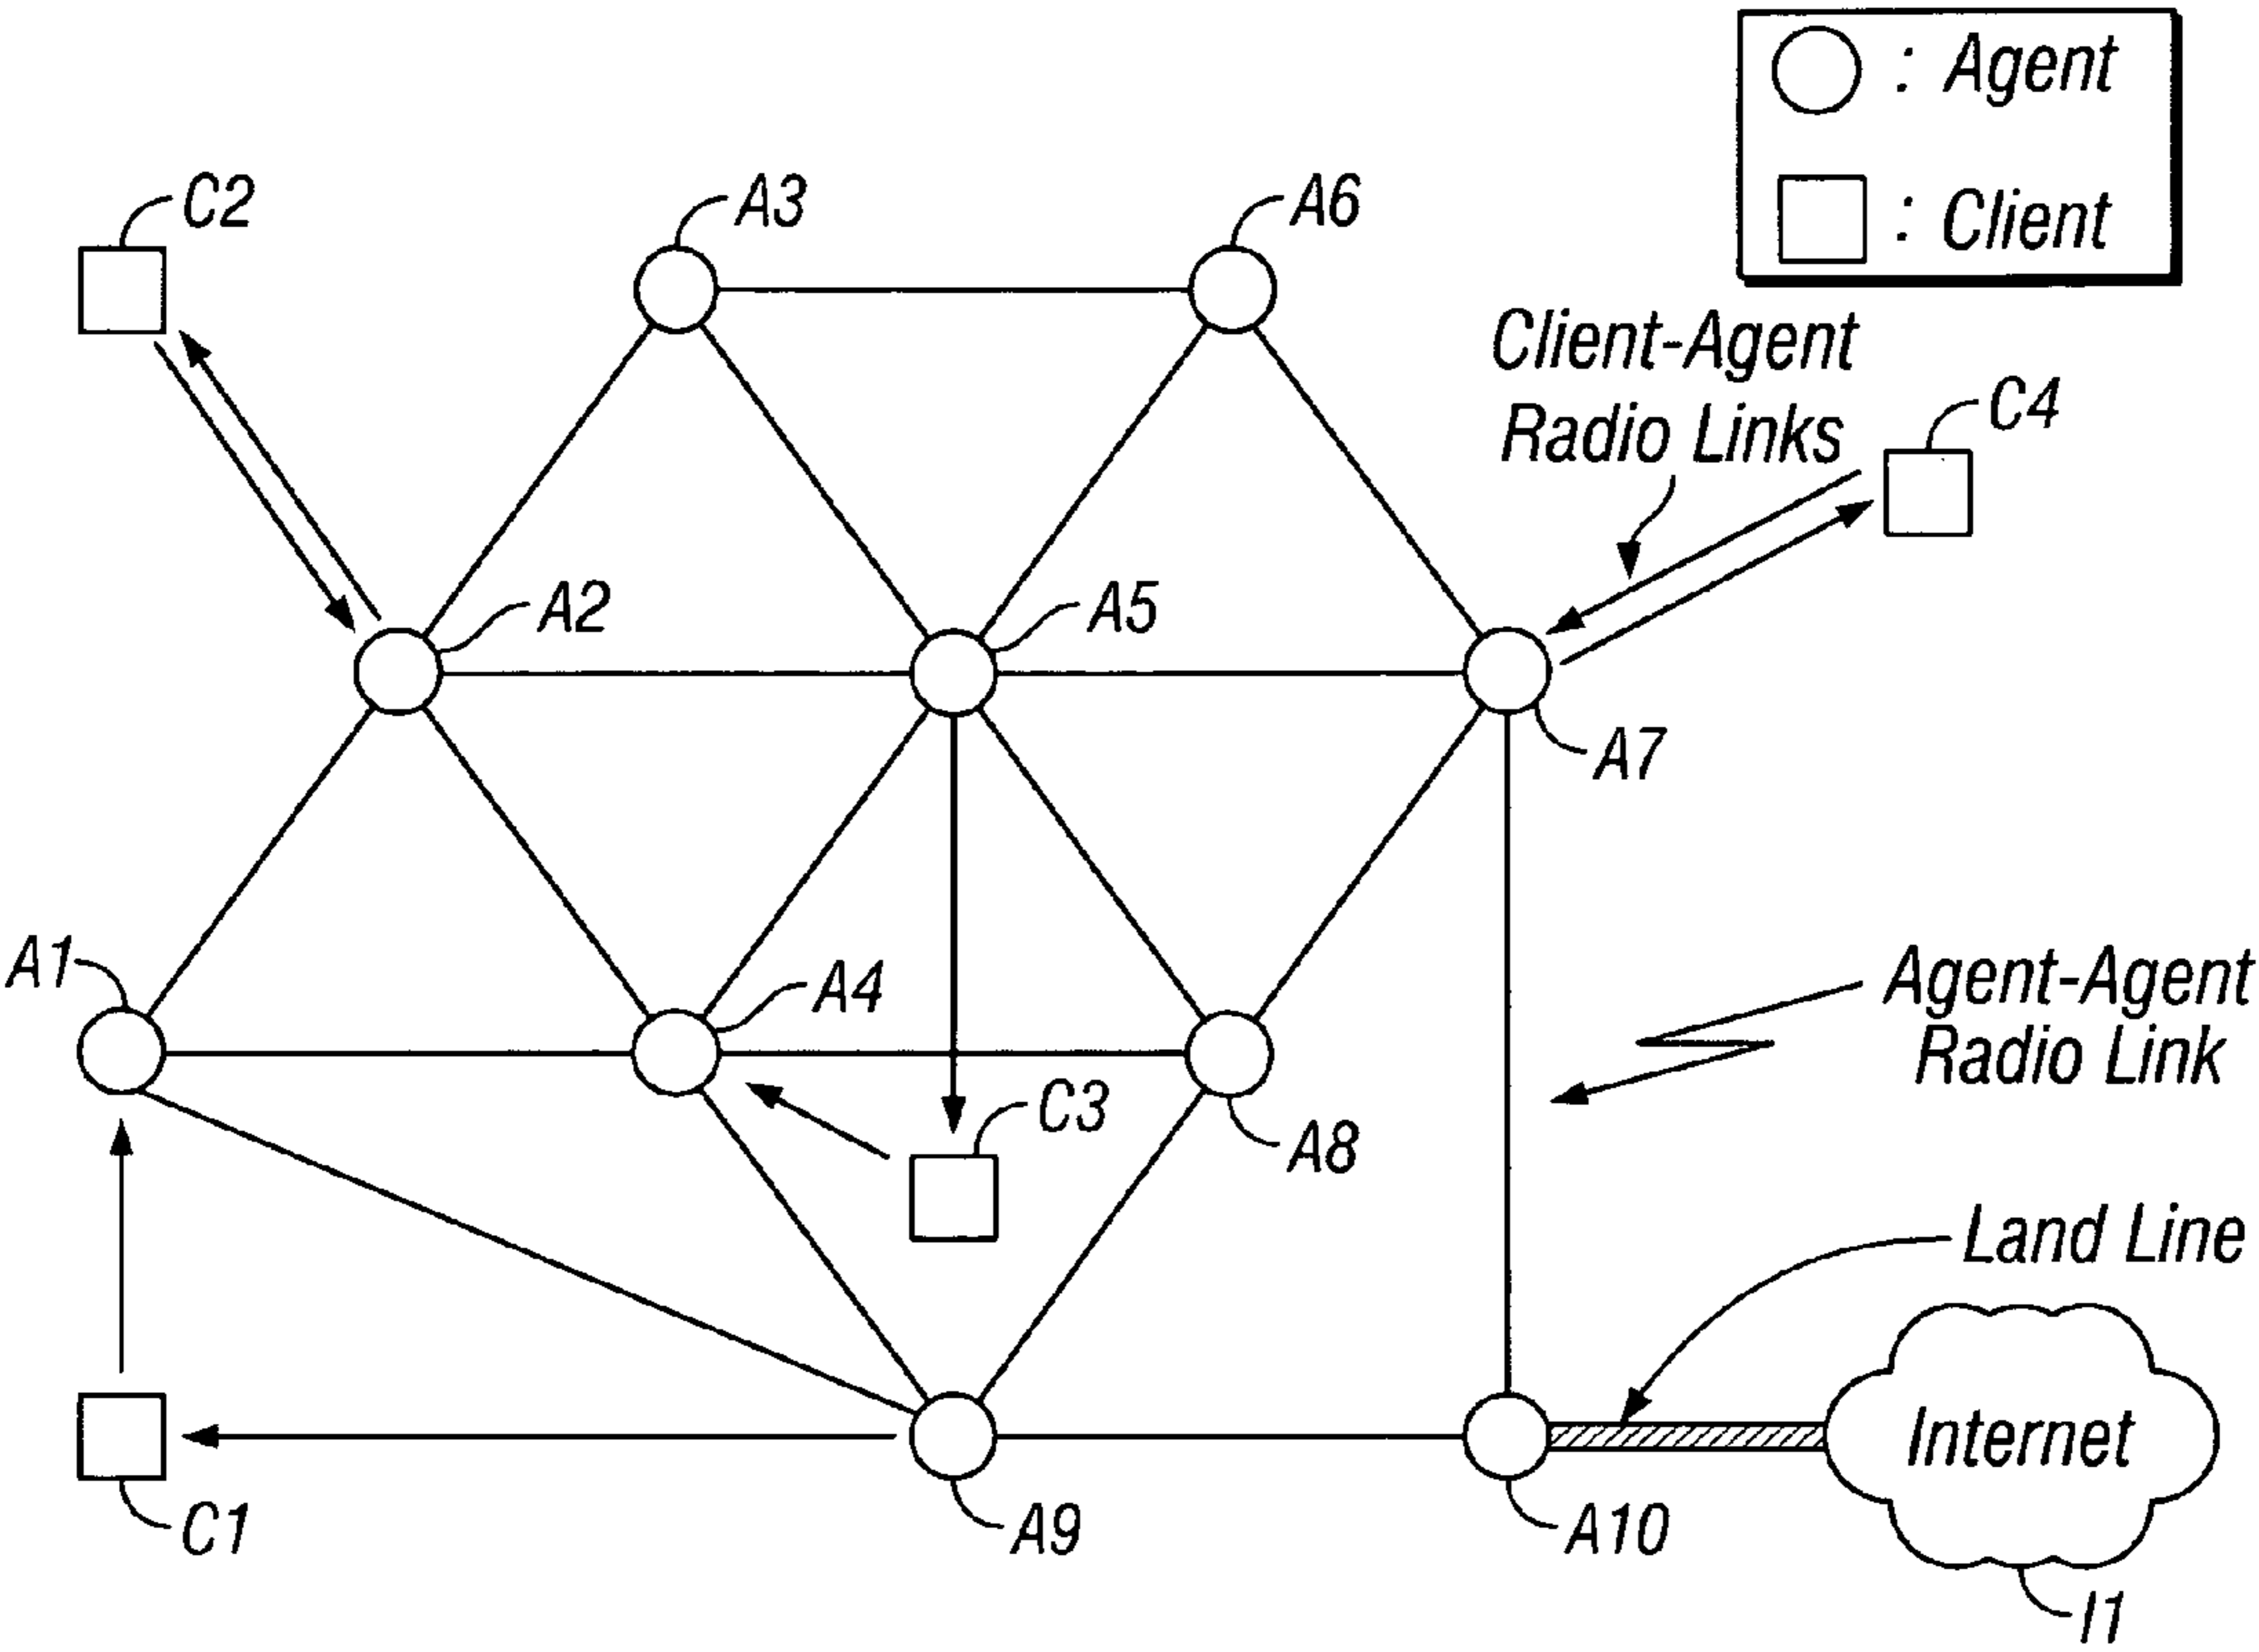 : Agent
: Client
C2
A3
A6
Client-Agent
Radio Links
C4
A2
A5
A7
A1
A4
Agent-Agent
Radio Link
C3
A8
Land Line
Internet
C1
A9
A10
I1